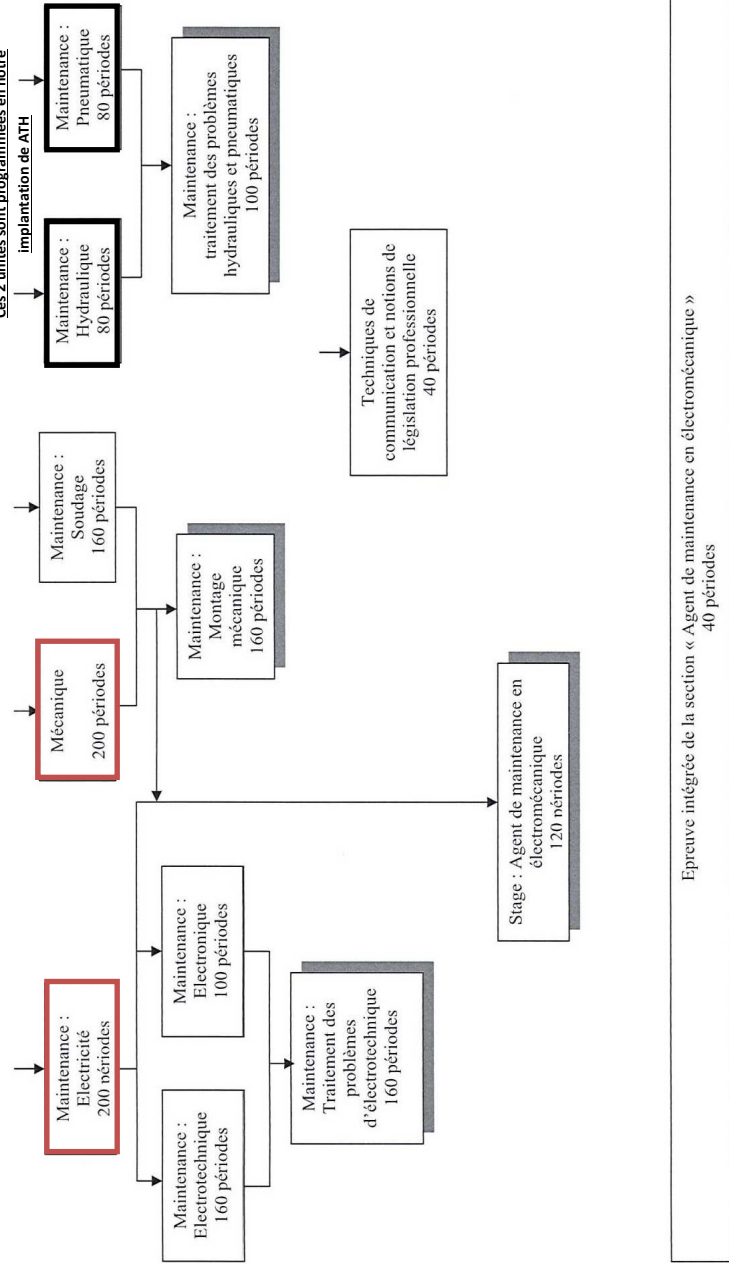 Ces 2 unités sont programmées en notre
implantation de ATH
Maintenance :
Electricité
200 nériodes
Mécanique
200 périodes
Maintenance :
Soudage
160 périodes
Maintenance :
Hydraulique
80 périodes
Maintenance :
Pneumatique
80 périodes
Maintenance :
Electrotechnique
160 périodes
Maintenance :
Electronique
100 périodes
Maintenance :
Montage
mécanique
160 périodes
Maintenance :
traitement des problèmes
hydrauliques et pneumatiques
100 périodes
Maintenance :
Traitement des
problèmes
d'électrotechnique
160 périodes
Techniques de
communication et notions de
législation professionnelle
40 périodes
Stage : Agent de maintenance en
électromécanique
120 nériodes
Epreuve intégrée de la section « Agent de maintenance en électromécanique »
40 périodes